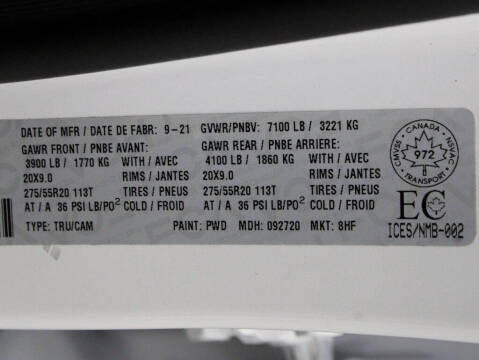 DATE OF MFR / DATE DE FABR: 9-21 GVWR/PNBV: 7100 LB / 3221 KG
GAWR FRONT / PNBE AVANT: GAWR REAR / PNBE ARRIERE:
3900 LB / 1770 KG WITH / AVEC 4100 LB / 1860 KG WITH / AVEC
20X9.0 RIMS / JANTES 20X9.0 RIMS / JANTES
275/55R20 113T TIRES / PNEUS 275/55R20 113T TIRES / PNEUS
AT / A 36 PSI LB/PO² COLD / FROID AT / A 36 PSI LB/PO² COLD / FROID
TYPE: TRU/CAM PAINT: PWD MDH: 092720 MKT: 8HF
CANADA
CMVSS NSVAC
972
TRANSPORT
EC
ICES/NMB-002